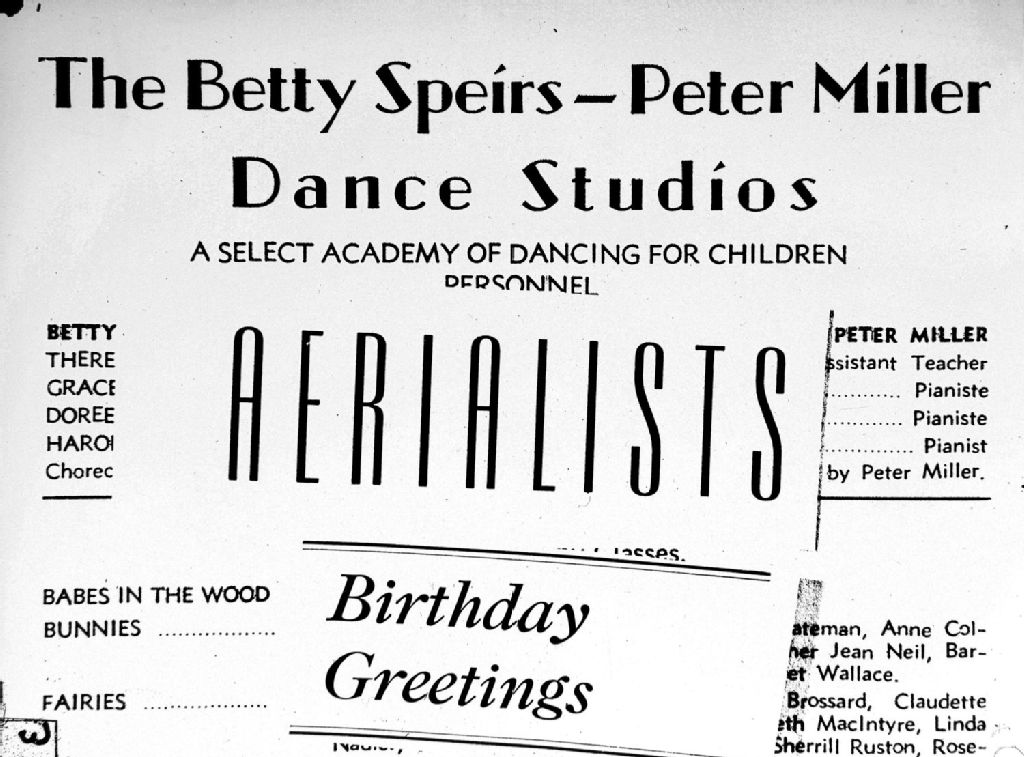 The Betty Speirs – Peter Miller
Dance Studios
A SELECT ACADEMY OF DANCING FOR CHILDREN
PERSONNEL
BETTY
PETER MILLER
THERE
ssistant Teacher
GRACE
............ Pianiste
DOREE
............ Pianiste
HARO
.............. Pianist
Chorec
by Peter Miller.
AERIALISTS
lasses.
Birthday
Greetings
BABES IN THE WOOD
BUNNIES ..................
FAIRIES ...................
ateman, Anne Col-
her Jean Neil, Bar-
et Wallace.
Brossard, Claudette
eth MacIntyre, Linda
Sherrill Ruston, Rose-
3